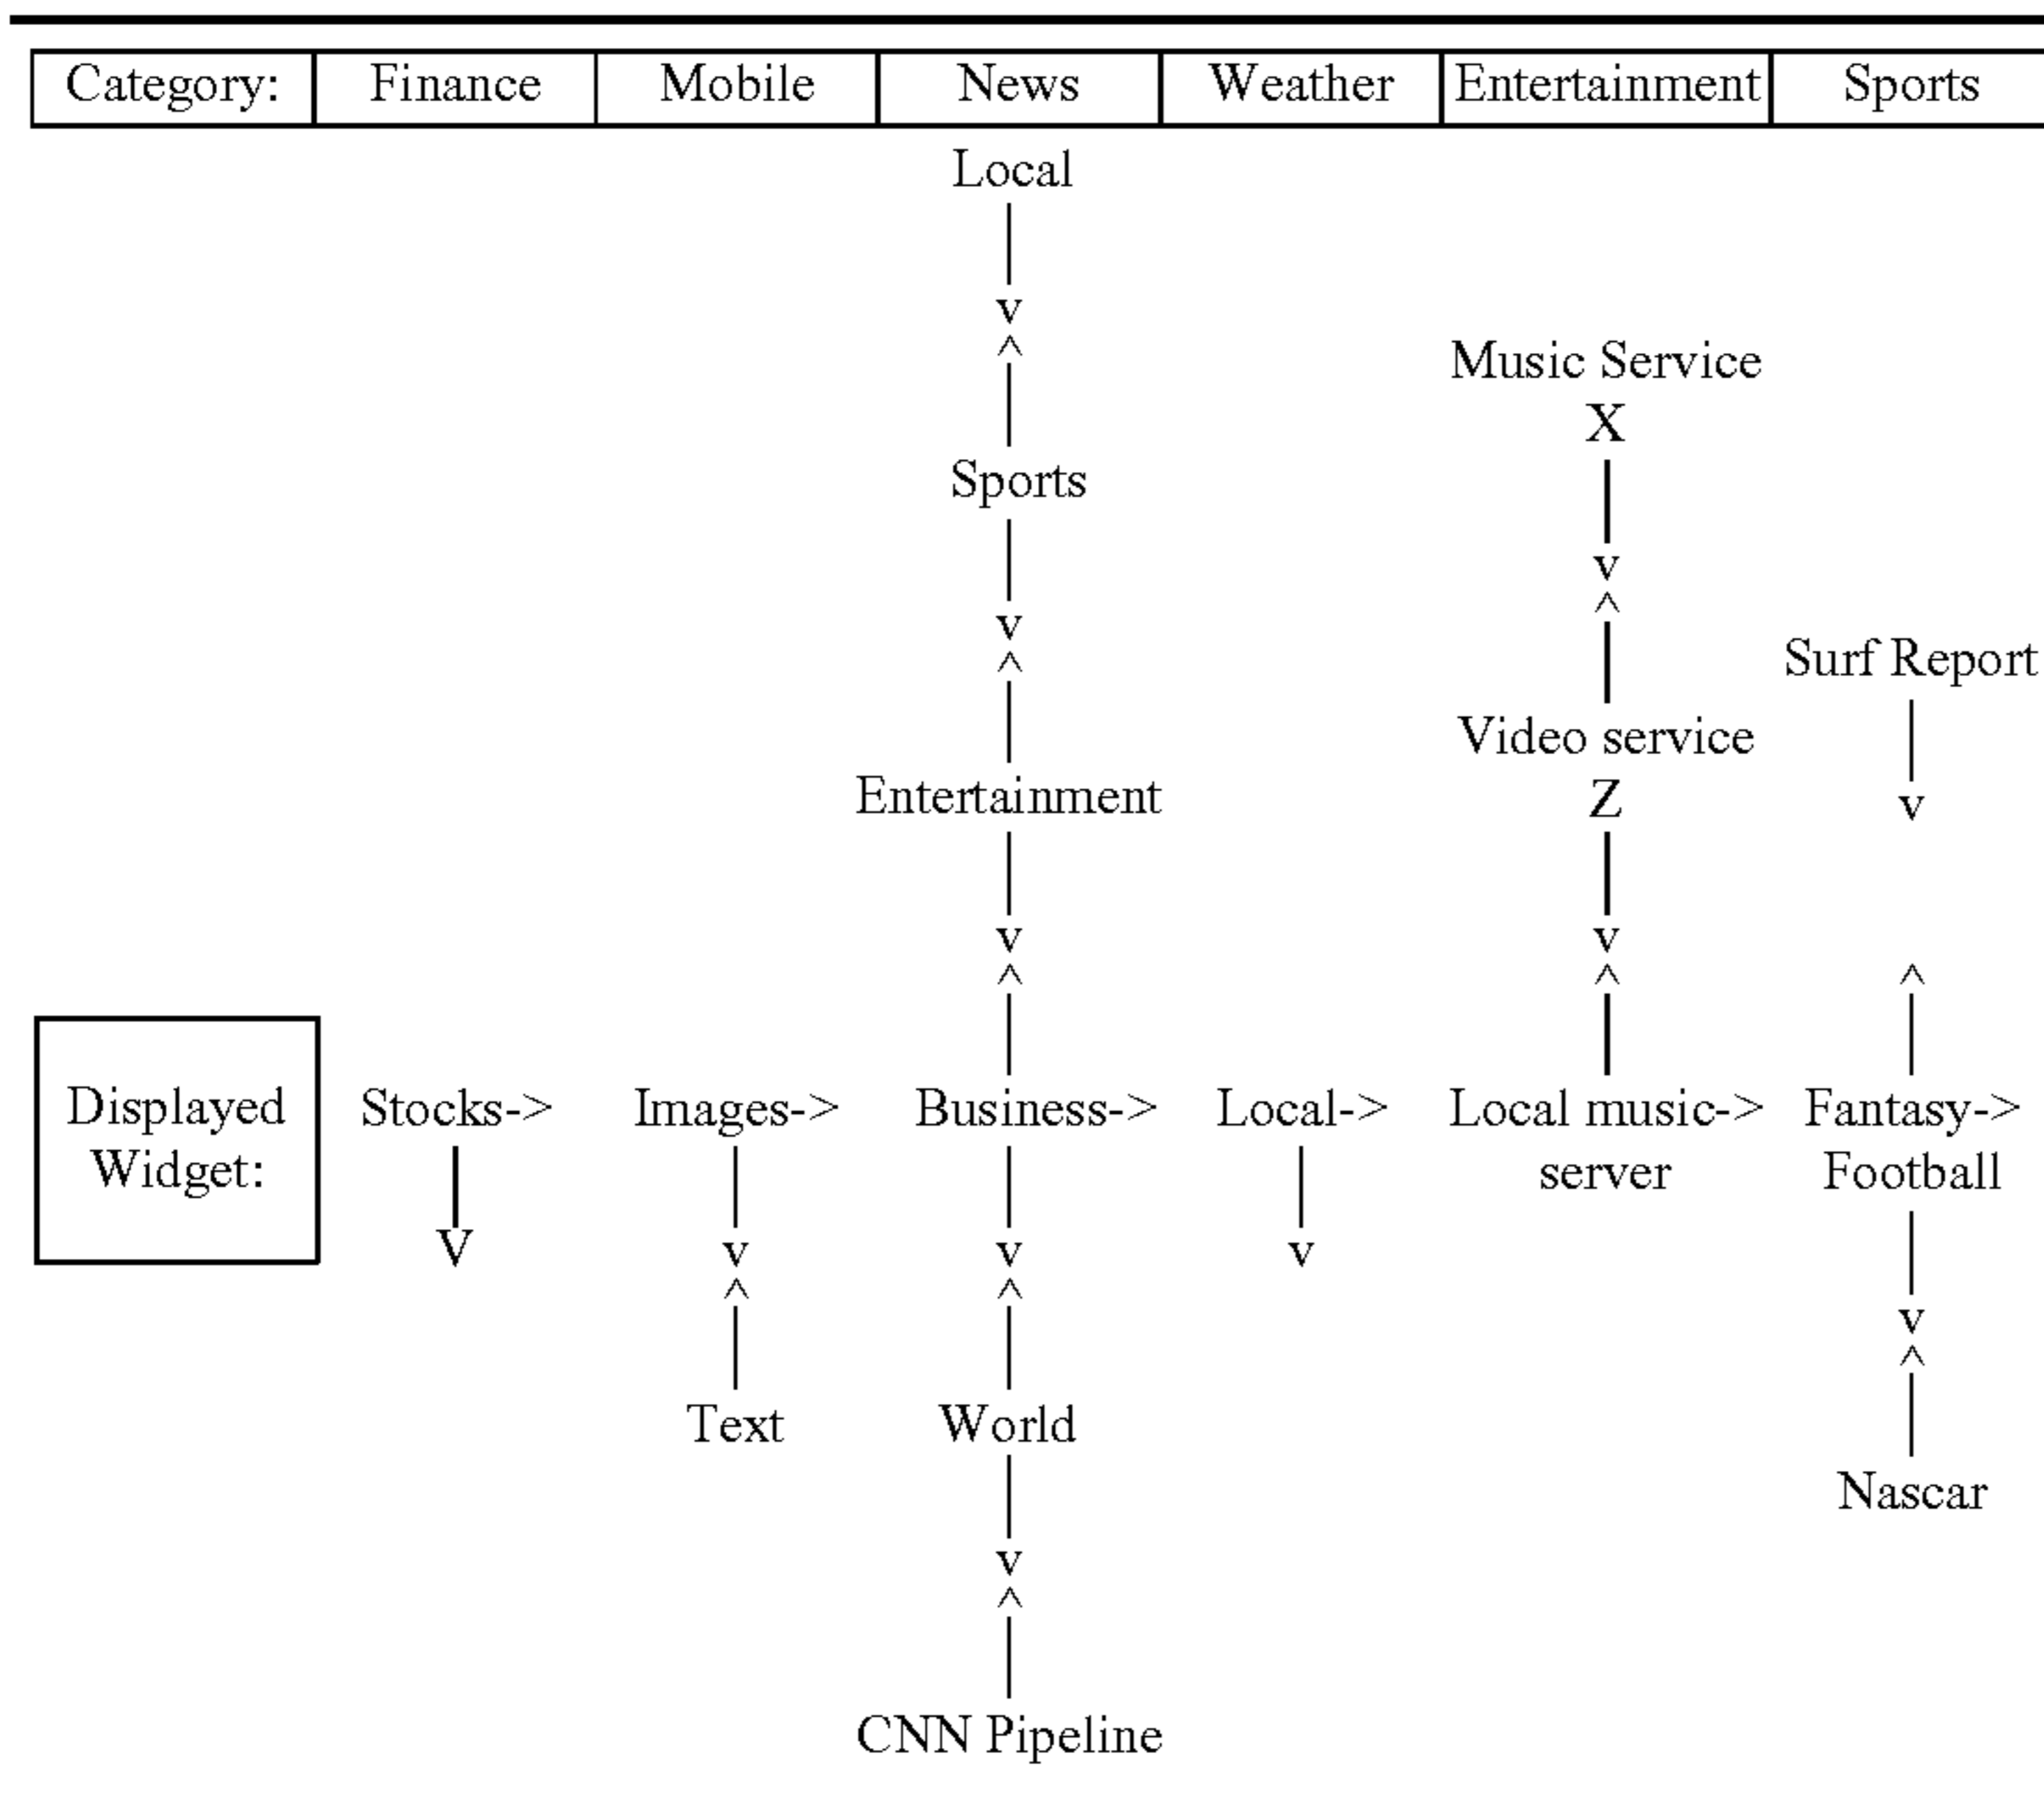 Category: Finance Mobile News Weather Entertainment Sports
Local
v
^
Music Service
X
Sports
v
^
v
^
Surf Report
Video service
Z
Entertainment
v
v
^
v
^
^
Displayed Widget:
Stocks-> Images-> Business-> Local-> Local music-> Fantasy->
server Football
V v v v
^ ^
v
^
Text World
Nascar
v
^
CNN Pipeline